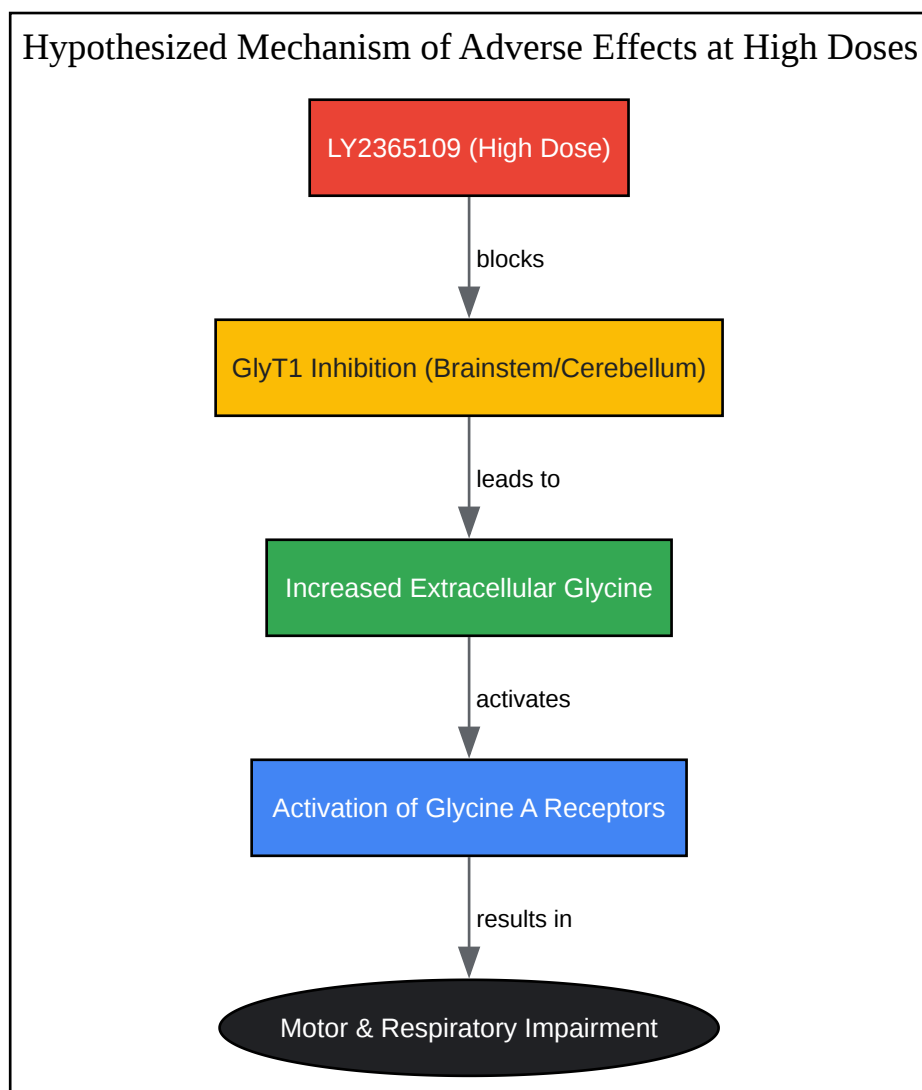 Hypothesized Mechanism of Adverse Effects at High Doses
LY2365109 (High Dose)
blocks
GlyT1 Inhibition (Brainstem/Cerebellum)
leads to
Increased Extracellular Glycine
activates
Activation of Glycine A Receptors
results in
Motor & Respiratory Impairment